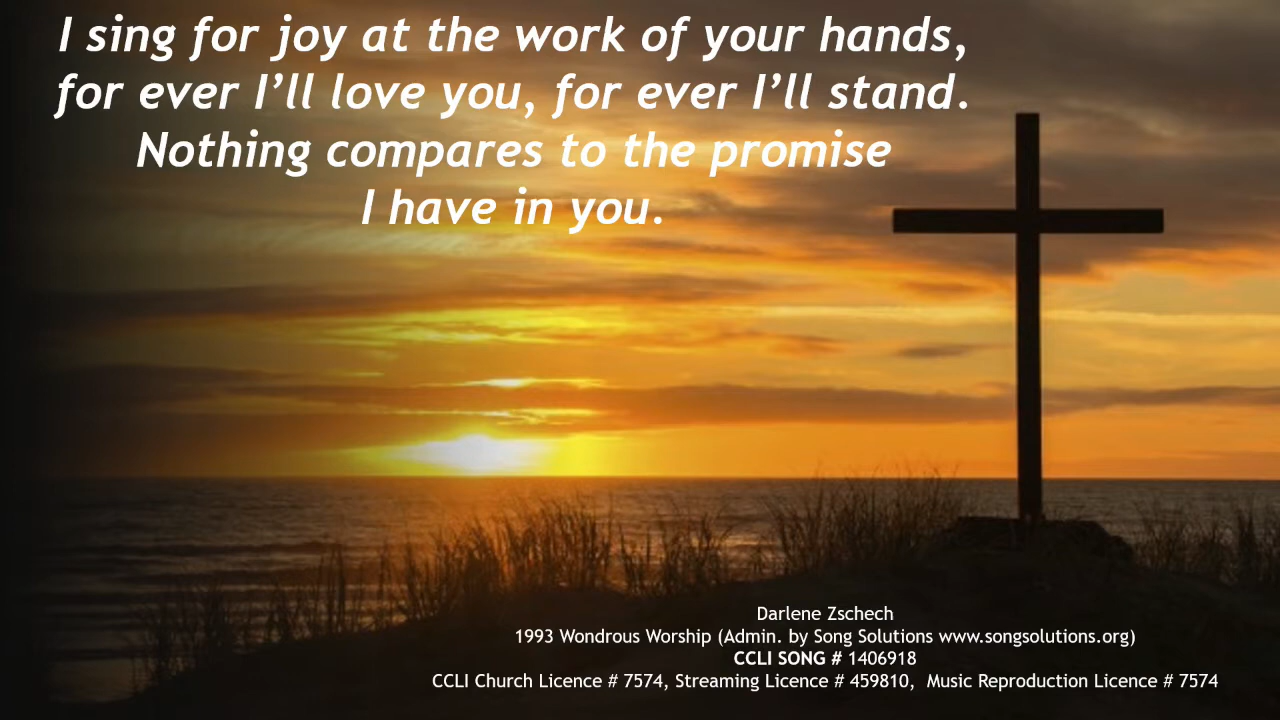 I sing for joy at the work of your hands,
for ever I’ll love you, for ever I’ll stand.
Nothing compares to the promise
I have in you.
Darlene Zschech
1993 Wondrous Worship (Admin. by Song Solutions www.songsolutions.org)
CCLI SONG # 1406918
CCLI Church Licence # 7574, Streaming Licence # 459810,  Music Reproduction Licence # 7574